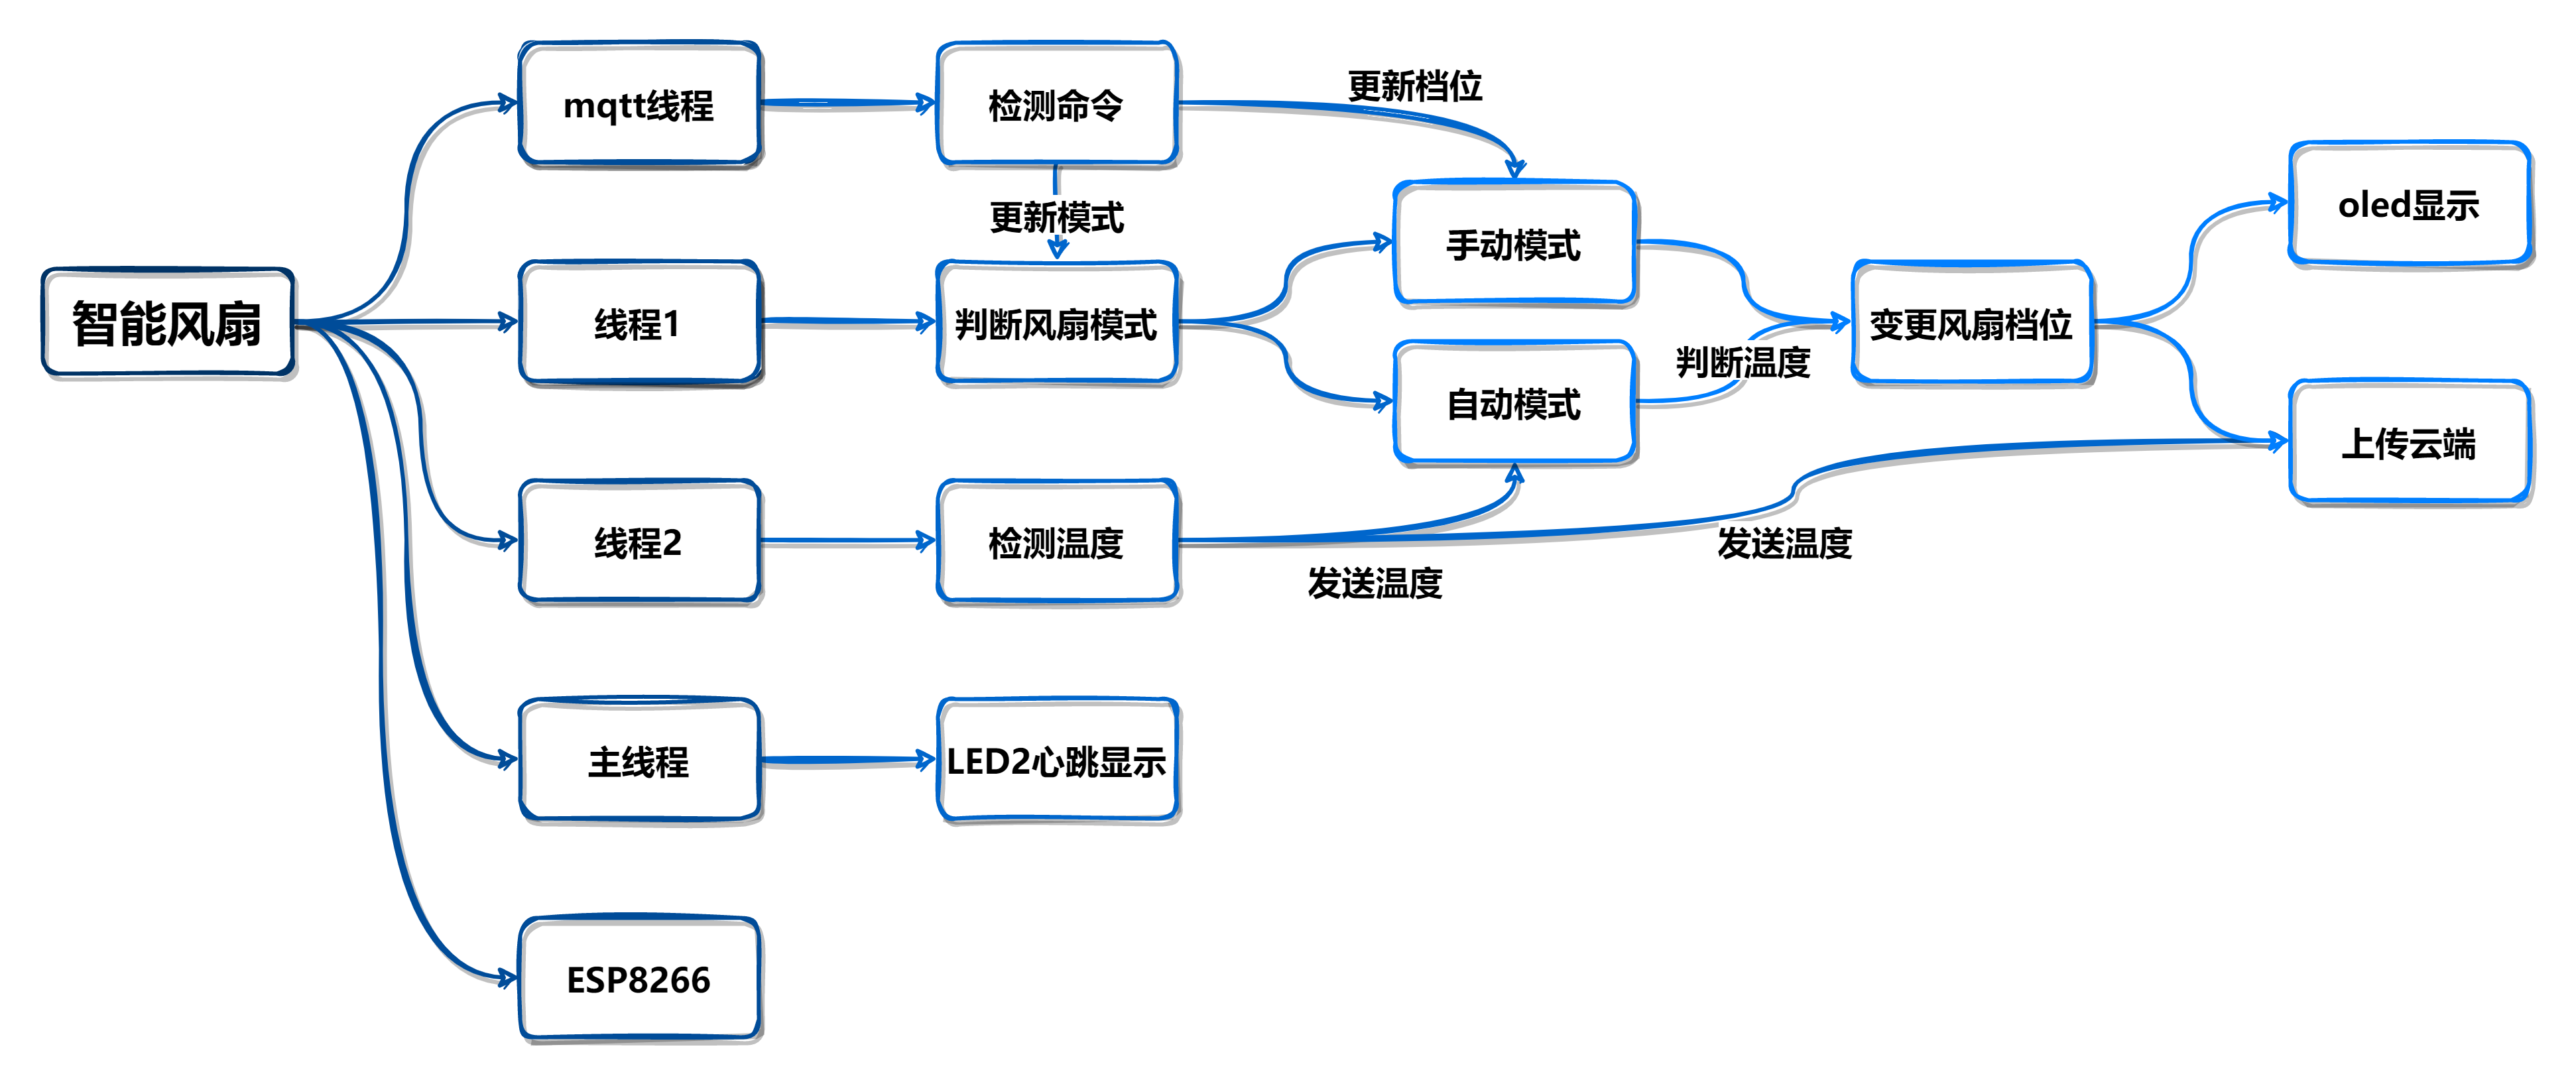 智能风扇
mqtt线程
检测命令
更新档位
更新模式
线程1
判断风扇模式
手动模式
自动模式
判断温度
变更风扇档位
oled显示
上传云端
线程2
检测温度
发送温度
发送温度
主线程
LED2心跳显示
ESP8266